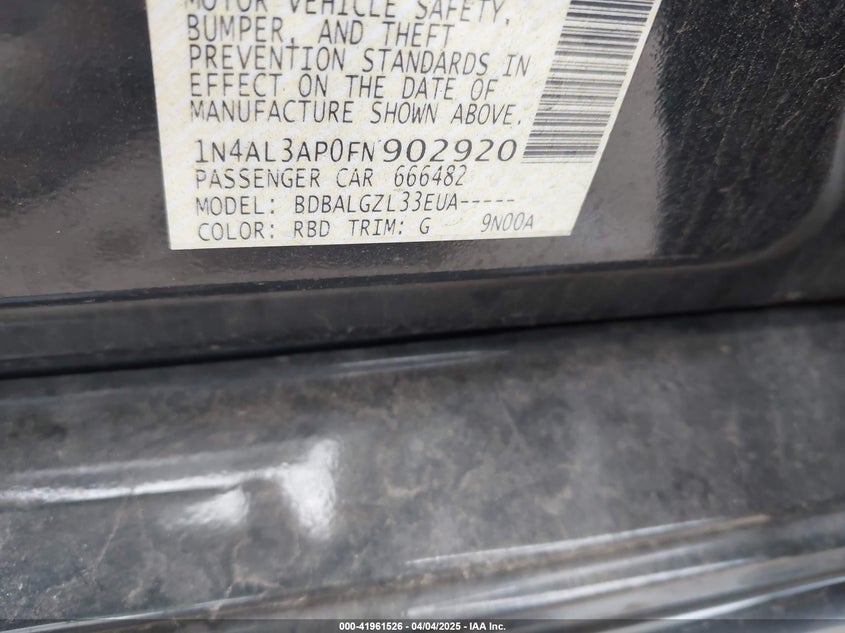 MOTOR VEHICLE SAFETY,
BUMPER, AND THEFT
PREVENTION STANDARDS IN
EFFECT ON THE DATE OF
MANUFACTURE SHOWN ABOVE.
1N4AL3AP0FN902920
PASSENGER CAR 666482
MODEL: BDBALGZL33EUA-----
COLOR: RBD TRIM: G 9N00A
000-41961526 - 04/04/2025 - IAA Inc.